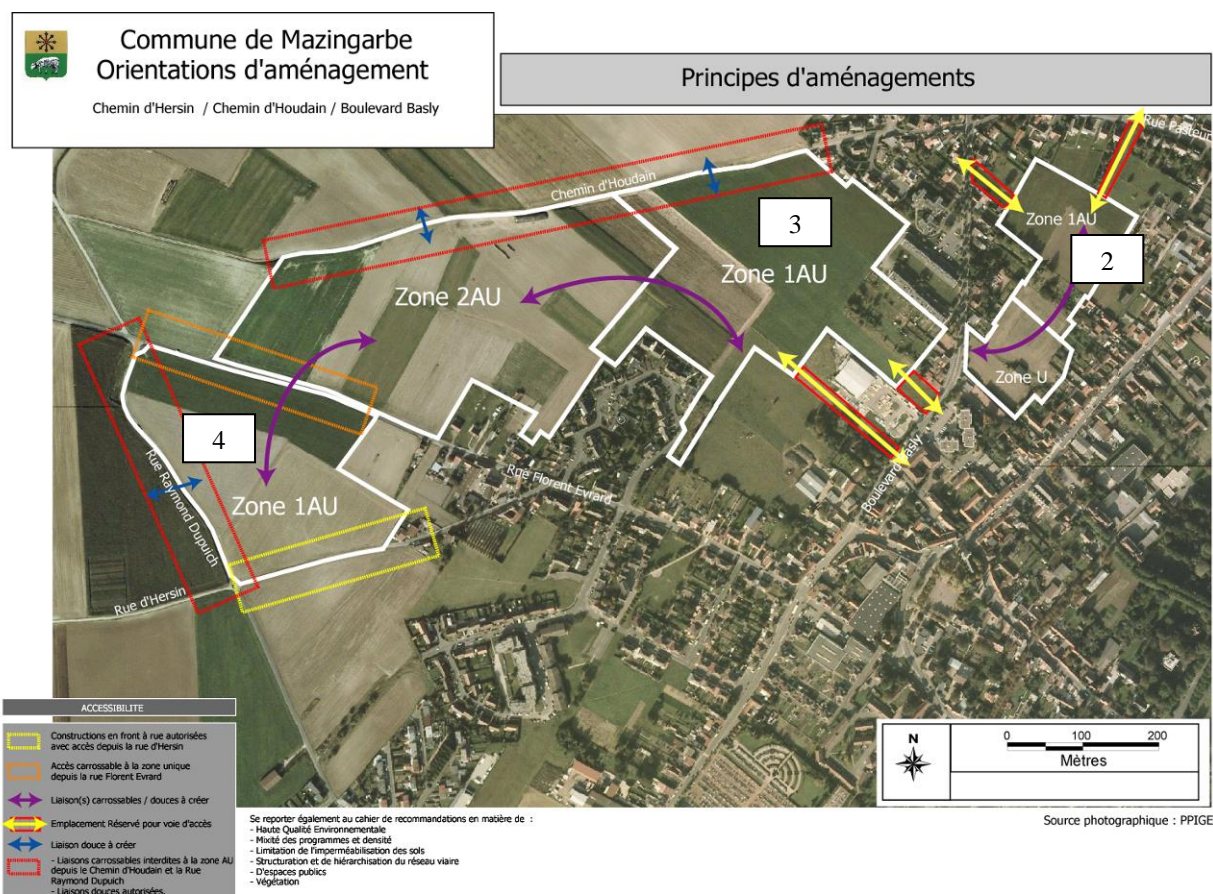 Commune de Mazingarbe
Orientations d'aménagement
Chemin d'Hersin / Chemin d'Houdain / Boulevard Basly
Principes d'aménagements
Rue Pasteur
Chemin d'Houdain
3
Zone 1AU
Zone 1AU
2
Zone 2AU
Zone U
4
Rue Raymond Dupuich
Zone 1AU
Rue Florent Evrard
Boulevard Basly
Rue d'Hersin
ACCESSIBILITE
Constructions en front à rue autorisées
avec accès depuis la rue d'Hersin
Accès carrossable à la zone unique
depuis la rue Florent Evrard
Liaison(s) carrossables / douces à créer
Emplacement Réservé pour voie d'accès
Liaison douce à créer
- Liaisons carrossables interdites à la zone AU
depuis le Chemin d'Houdain et la Rue
Raymond Dupuich
- Liaisons douces autorisées.
Se reporter également au cahier de recommandations en matière de :
- Haute Qualité Environnementale
- Mixité des programmes et densité
- Limitation de l'imperméabilisation des sols
- Structuration et de hiérarchisation du réseau viaire
- D'espaces publics
- Végétation
N
0 100 200
Mètres
Source photographique : PPIGE